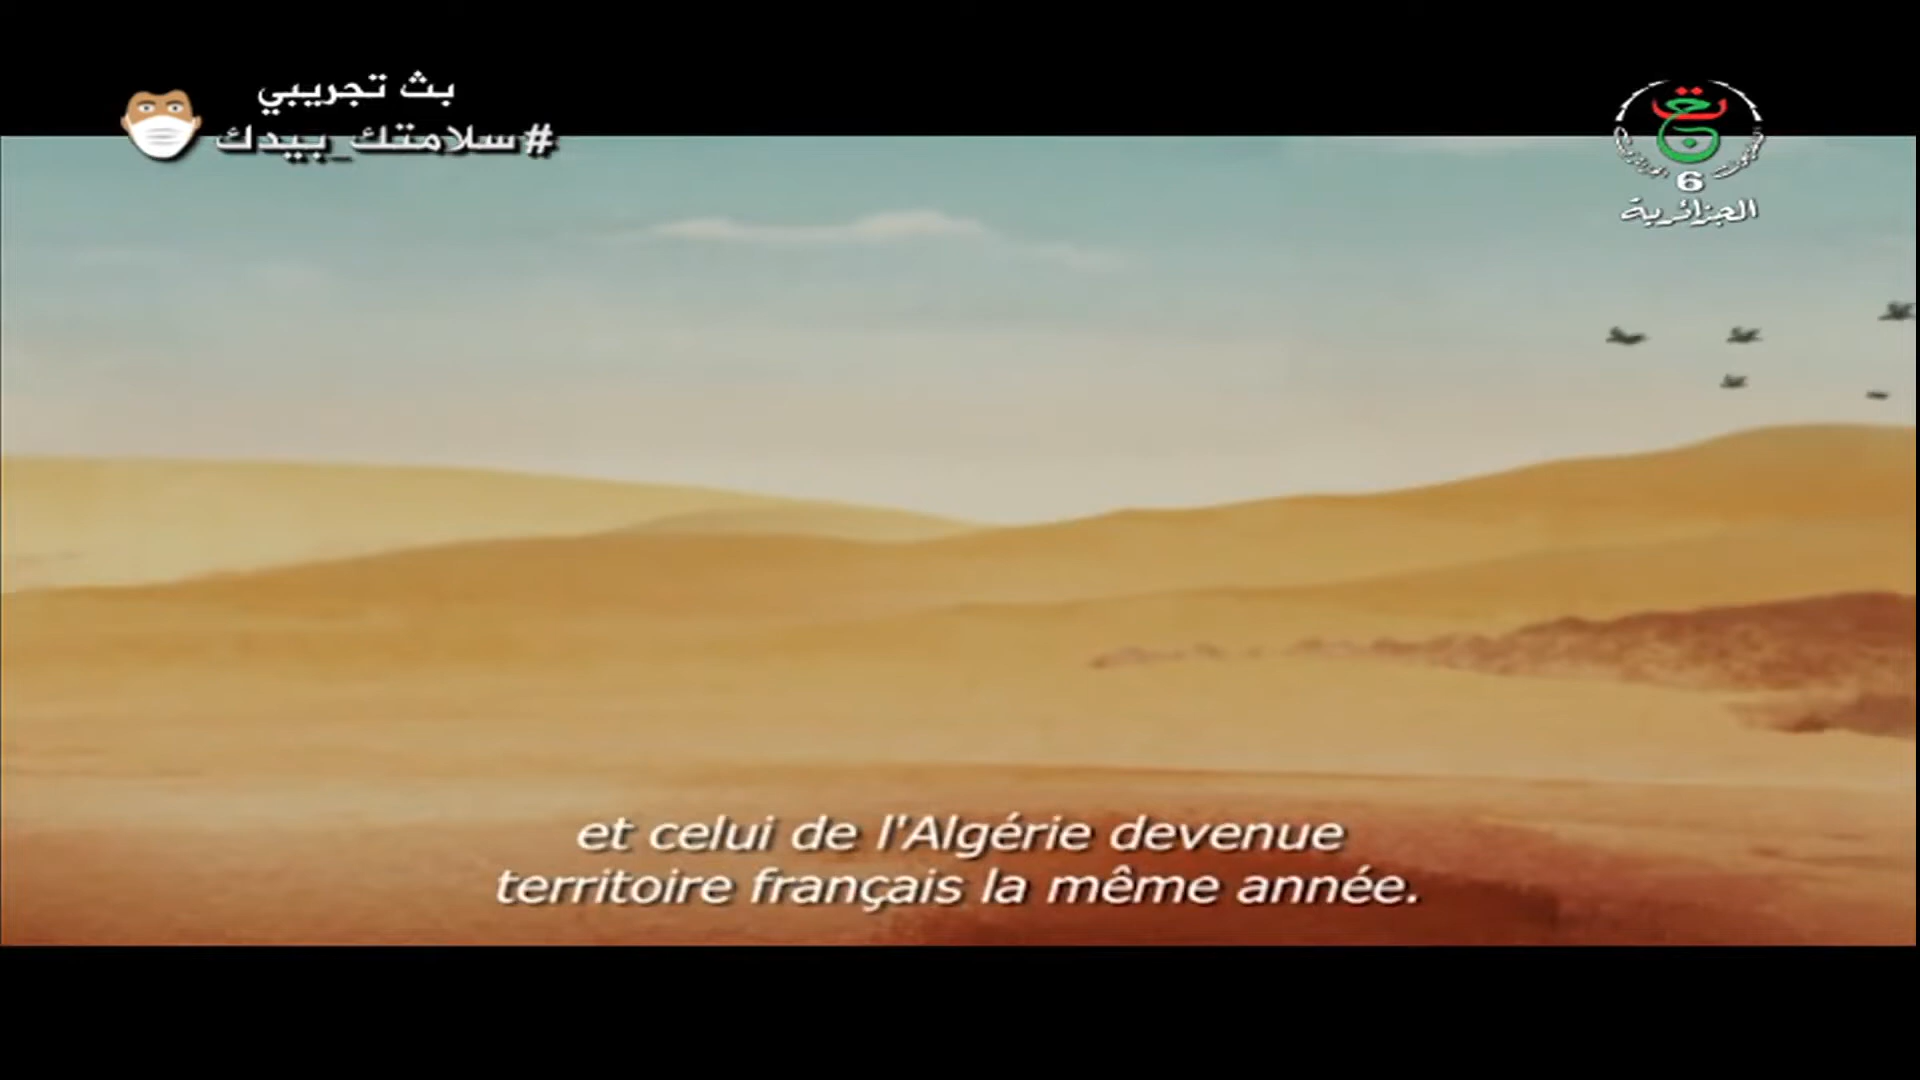 بث تجريبي
#سلامتك_بيدك
6
الجزائرية
et celui de l'Algérie devenue
territoire français la même année.